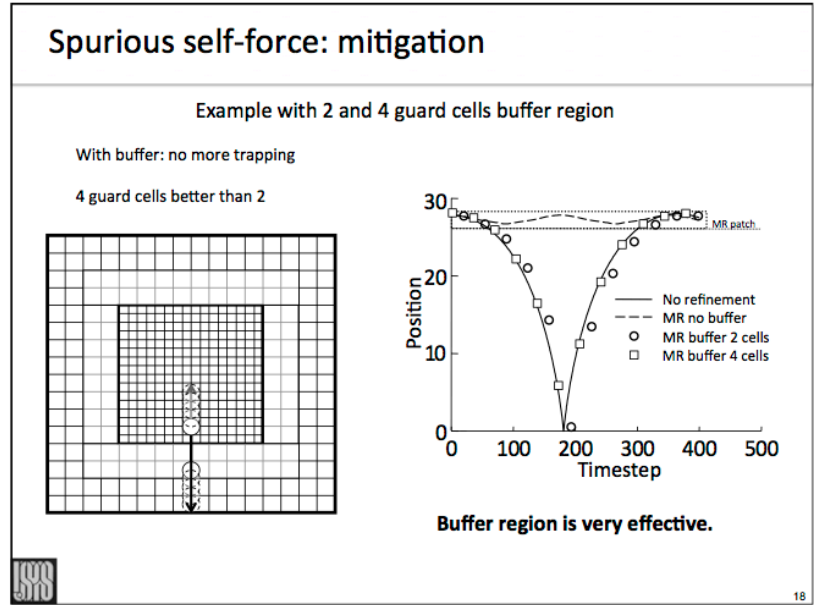 Spurious self-force: mitigation
Example with 2 and 4 guard cells buffer region
With buffer: no more trapping
4 guard cells better than 2
30
20
10
0
Position
MR patch
No refinement
MR no buffer
MR buffer 2 cells
MR buffer 4 cells
0 100 200 300 400 500
Timestep
Buffer region is very effective.
18